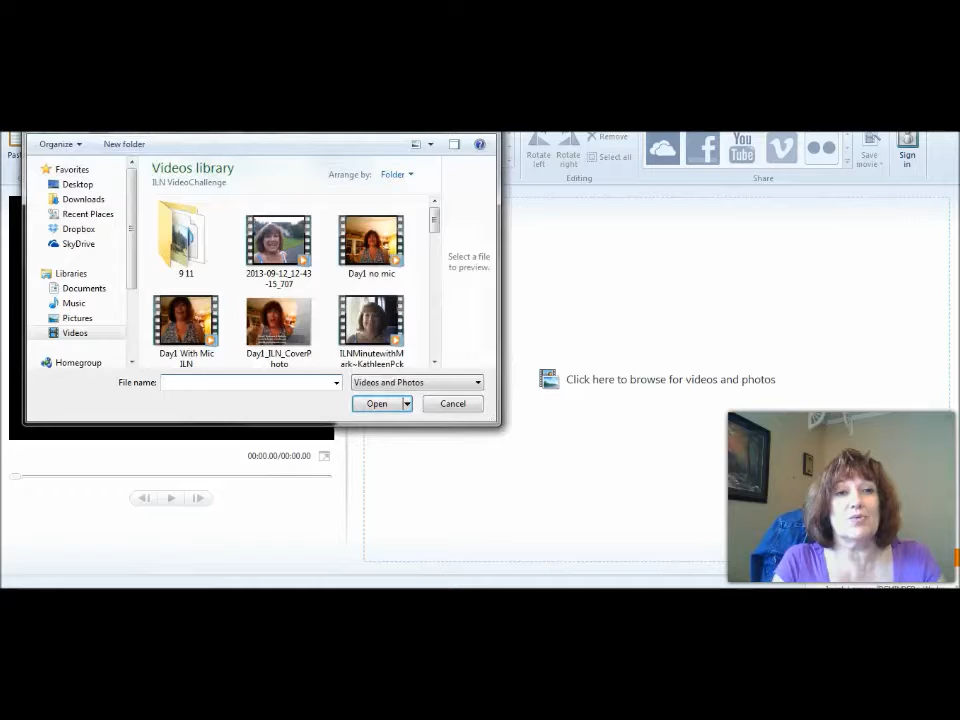 Organize
New folder
Favorites
Desktop
Downloads
Recent Places
Dropbox
SkyDrive
Libraries
Documents
Music
Pictures
Videos
Homegroup
Videos library
ILN VideoChallenge
Arrange by: Folder
9 11
2013-09-12_12-43
-15_707
Day1 no mic
Day1 With Mic
ILN
Day1_ILN_CoverP
hoto
ILNMinutewithM
ark~KathleenPck
Select a file
to preview.
File name:
Videos and Photos
Open
Cancel
Rotate
left
Rotate
right
Remove
Select all
Editing
You
Tube
Share
Save
movie
Sign
in
Click here to browse for videos and photos
00:00.00/00:00.00